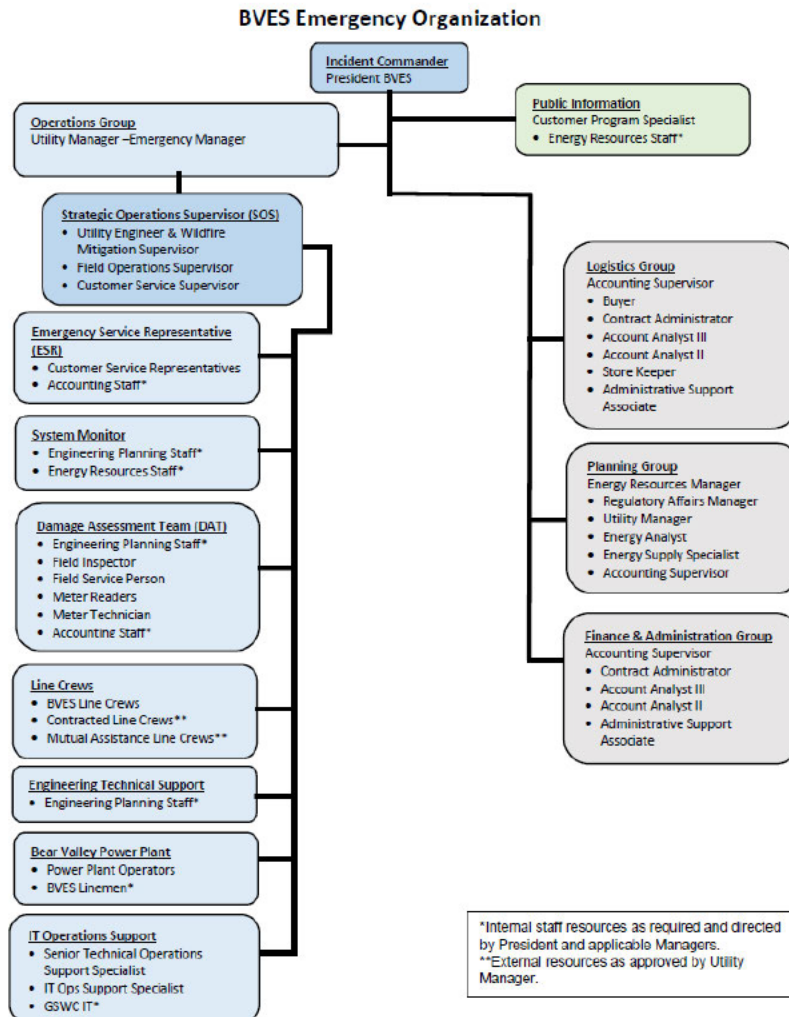 BVES Emergency Organization
Incident Commander
President BVES
Public Information
Customer Program Specialist
• Energy Resources Staff*
Operations Group
Utility Manager –Emergency Manager
Strategic Operations Supervisor (SOS)
• Utility Engineer & Wildfire
Mitigation Supervisor
• Field Operations Supervisor
• Customer Service Supervisor
Emergency Service Representative
(ESR)
• Customer Service Representatives
• Accounting Staff*
System Monitor
• Engineering Planning Staff*
• Energy Resources Staff*
Damage Assessment Team (DAT)
• Engineering Planning Staff*
• Field Inspector
• Field Service Person
• Meter Readers
• Meter Technician
• Accounting Staff*
Line Crews
• BVES Line Crews
• Contracted Line Crews**
• Mutual Assistance Line Crews**
Engineering Technical Support
• Engineering Planning Staff*
Bear Valley Power Plant
• Power Plant Operators
• BVES Linemen*
IT Operations Support
• Senior Technical Operations
Support Specialist
• IT Ops Support Specialist
• GSWC IT*
Logistics Group
Accounting Supervisor
• Buyer
• Contract Administrator
• Account Analyst III
• Account Analyst II
• Store Keeper
• Administrative Support
Associate
Planning Group
Energy Resources Manager
• Regulatory Affairs Manager
• Utility Manager
• Energy Analyst
• Energy Supply Specialist
• Accounting Supervisor
Finance & Administration Group
Accounting Supervisor
• Contract Administrator
• Account Analyst III
• Account Analyst II
• Administrative Support
Associate
*Internal staff resources as required and directed
by President and applicable Managers.
**External resources as approved by Utility
Manager.